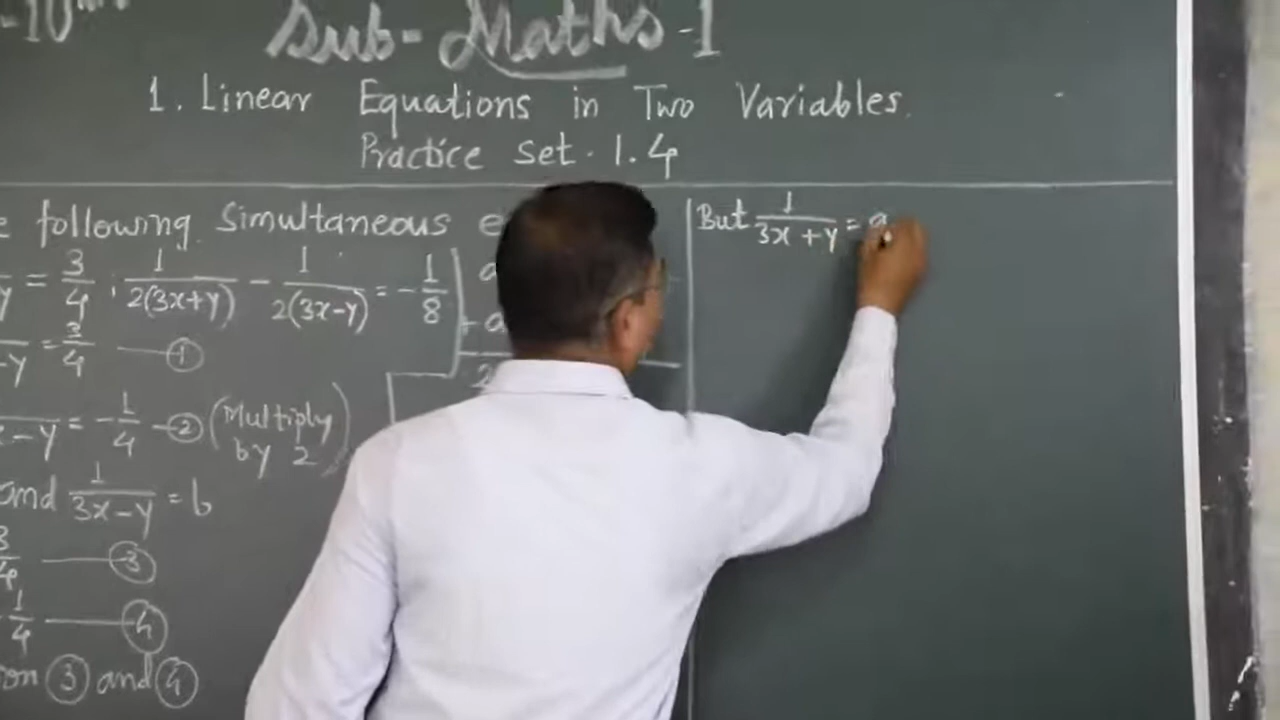 Sub-Maths-1
1. Linear Equations in Two Variables.
Practice Set. 1.4
following Simultaneous
y = 3/4 ; 1/2(3x+y) - 1/2(3x-y) = -1/8
-y = 3/4 — ①
x-y = -1/4 — ② (Multiply by 2)
and 1/3x-y = b
3/4 — ③
1/4 — ④
③ and ④
But 1/3x+y = a